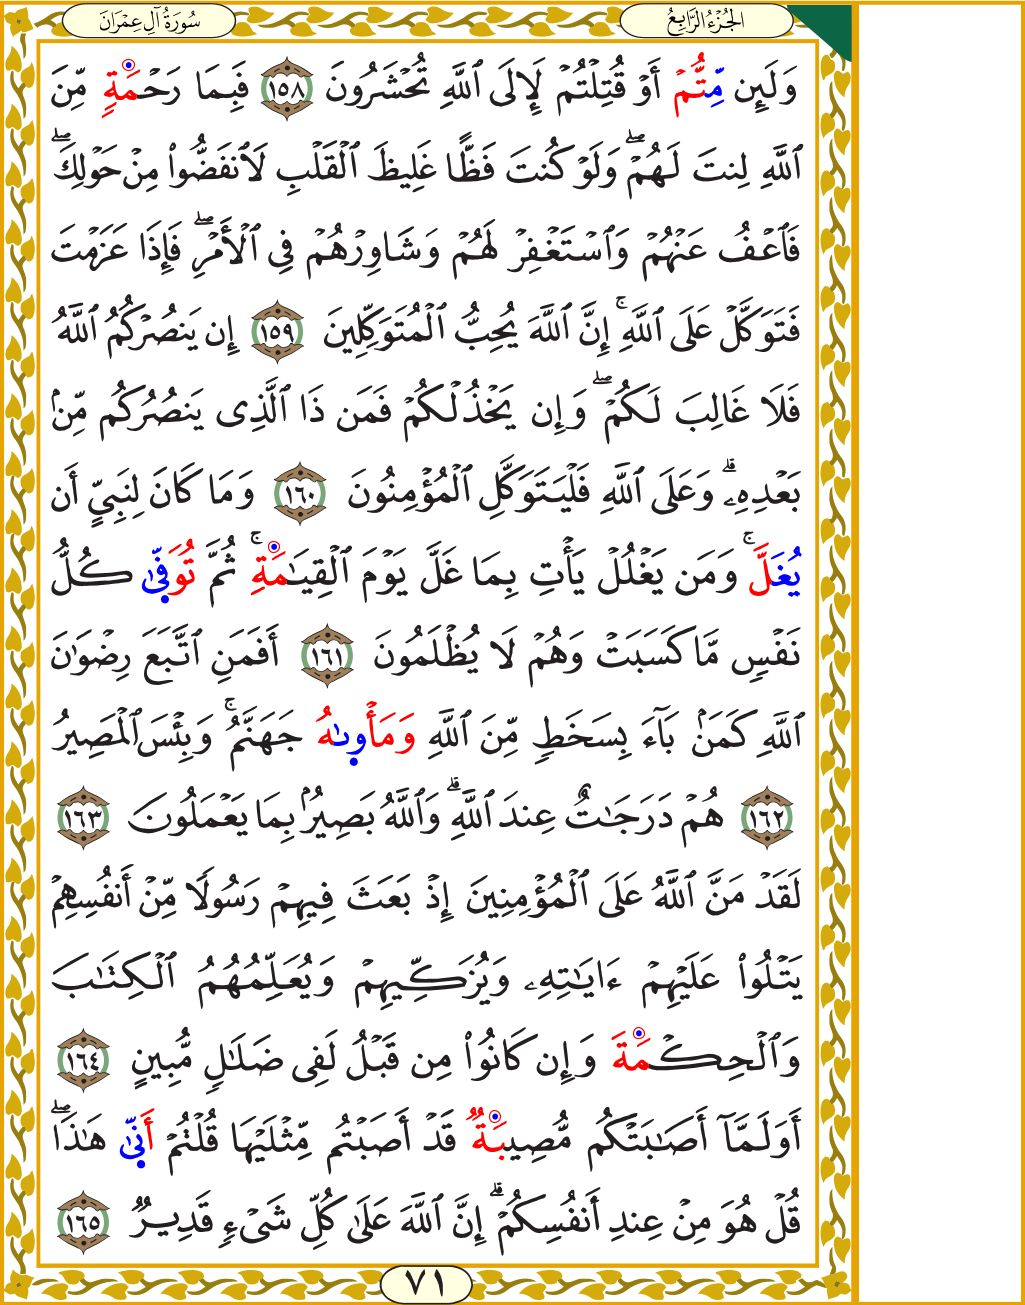 الجُزْءُ الرَّابِعُ
سُورَةُ آلِ عِمْرَان
وَلَئِن مِّتُّمْ أَوْ قُتِلْتُمْ لَإِلَى ٱللَّهِ تُحْشَرُونَ ١٥٨ فَبِمَا رَحْمَةٍ مِّنَ
ٱللَّهِ لِنتَ لَهُمْۖ وَلَوْ كُنتَ فَظًّا غَلِيظَ ٱلْقَلْبِ لَٱنفَضُّوا۟ مِنْ حَوْلِكَۖ
فَٱعْفُ عَنْهُمْ وَٱسْتَغْفِرْ لَهُمْ وَشَاوِرْهُمْ فِى ٱلْأَمْرِۖ فَإِذَا عَزَمْتَ
فَتَوَكَّلْ عَلَى ٱللَّهِۚ إِنَّ ٱللَّهَ يُحِبُّ ٱلْمُتَوَكِّلِينَ ١٥٩ إِن يَنصُرْكُمُ ٱللَّهُ
فَلَا غَالِبَ لَكُمْۖ وَإِن يَخْذُلْكُمْ فَمَن ذَا ٱلَّذِى يَنصُرُكُم مِّنۢ
بَعْدِهِۦۗ وَعَلَى ٱللَّهِ فَلْيَتَوَكَّلِ ٱلْمُؤْمِنُونَ ١٦٠ وَمَا كَانَ لِنَبِىٍّ أَن
يُغَلَّۚ وَمَن يَغْلُلْ يَأْتِ بِمَا غَلَّ يَوْمَ ٱلْقِيَـٰمَةِۚ ثُمَّ تُوَفّٜىٰ كُلُّ
نَفْسٍ مَّا كَسَبَتْ وَهُمْ لَا يُظْلَمُونَ ١٦١ أَفَمَنِ ٱتَّبَعَ رِضْوَٰنَ
ٱللَّهِ كَمَنۢ بَآءَ بِسَخَطٍ مِّنَ ٱللَّهِ وَمَأْوٜىٰهُ جَهَنَّمُۚ وَبِئْسَ ٱلْمَصِيرُ
١٦٢ هُمْ دَرَجَـٰتٌ عِندَ ٱللَّهِۗ وَٱللَّهُ بَصِيرٌۢ بِمَا يَعْمَلُونَ ١٦٣
لَقَدْ مَنَّ ٱللَّهُ عَلَى ٱلْمُؤْمِنِينَ إِذْ بَعَثَ فِيهِمْ رَسُولًا مِّنْ أَنفُسِهِمْ
يَتْلُوا۟ عَلَيْهِمْ ءَايَـٰتِهِۦ وَيُزَكِّيهِمْ وَيُعَلِّمُهُمُ ٱلْكِتَـٰبَ
وَٱلْحِكْمَةَ وَإِن كَانُوا۟ مِن قَبْلُ لَفِى ضَلَـٰلٍ مُّبِينٍ ١٦٤
أَوَلَمَّآ أَصَـٰبَتْكُم مُّصِيبَةٌ قَدْ أَصَبْتُم مِّثْلَيْهَا قُلْتُمْ أَنّٜىٰ هَـٰذَاۖ
قُلْ هُوَ مِنْ عِندِ أَنفُسِكُمْۗ إِنَّ ٱللَّهَ عَلَىٰ كُلِّ شَىْءٍ قَدِيرٌ ١٦٥
٧١